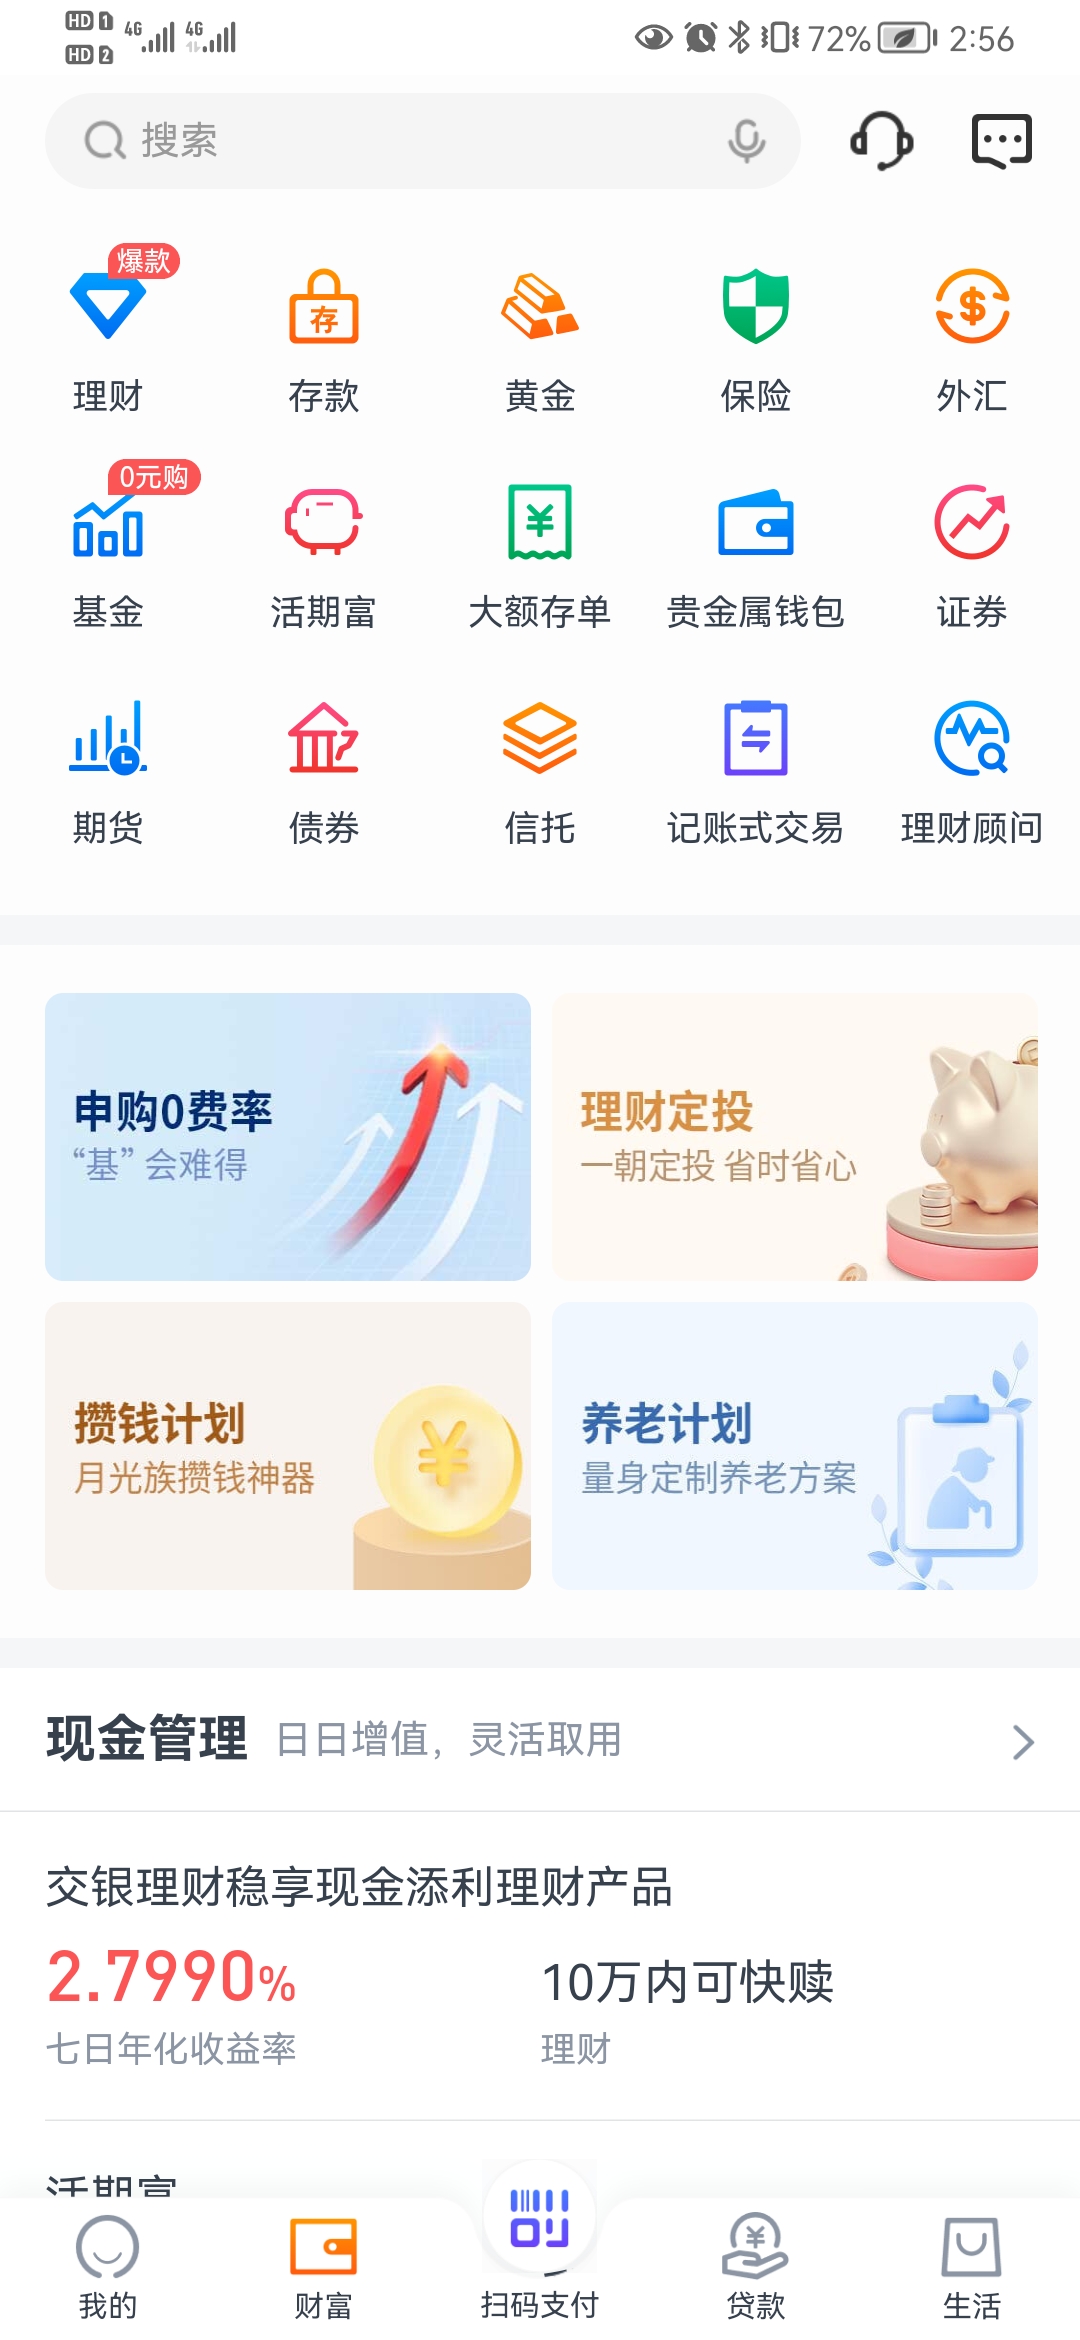 HD 1 4G 4G 72% 2:56
HD 2
搜索
爆款
理财 存款 黄金 保险 外汇
0元购
基金 活期富 大额存单 贵金属钱包 证券
期货 债券 信托 记账式交易 理财顾问
申购0费率
“基” 会难得
理财定投
一朝定投 省时省心
攒钱计划
月光族攒钱神器
养老计划
量身定制养老方案
现金管理 日日增值，灵活取用
交银理财稳享现金添利理财产品
2.7990% 10万内可快赎
七日年化收益率 理财
活期富
我的 财富 扫码支付 贷款 生活